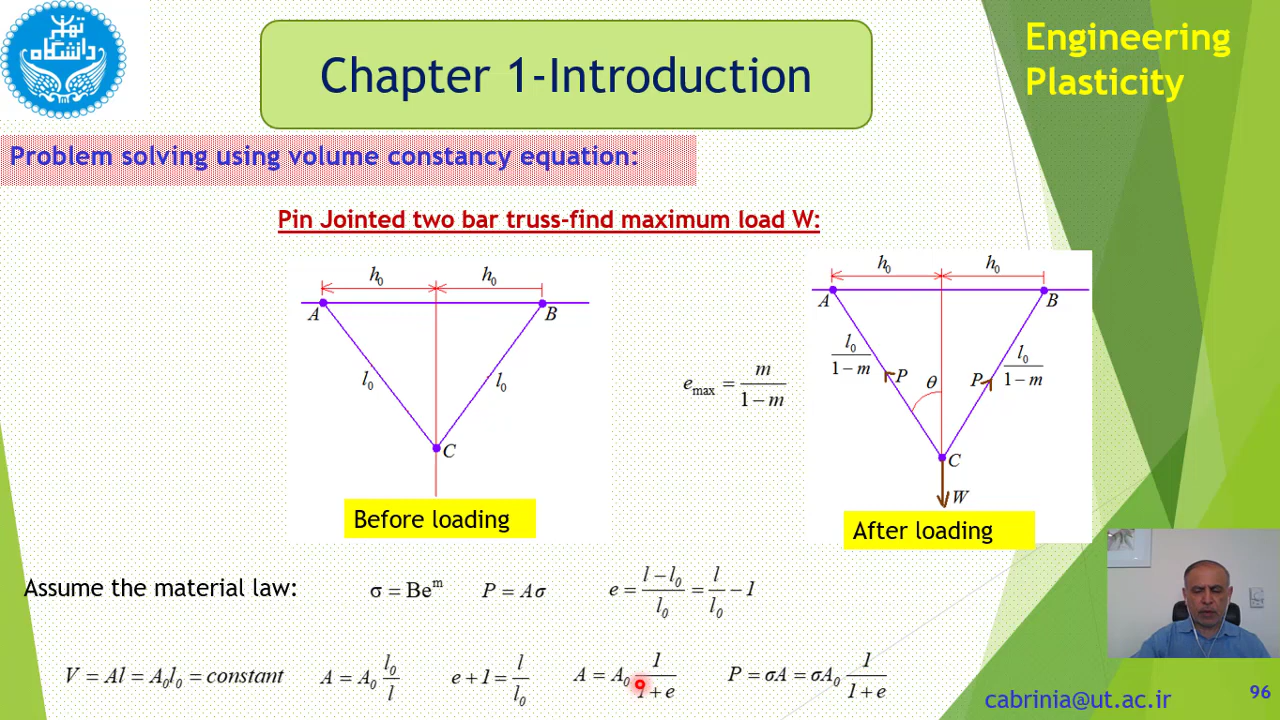 تهران
دانشگاه
Chapter 1-Introduction
Engineering
Plasticity
Problem solving using volume constancy equation:
Pin Jointed two bar truss-find maximum load W:
h₀ h₀
A B
l₀ l₀
C
Before loading
e_max = m/(1 − m)
h₀ h₀
A B
l₀/(1 − m) P θ P l₀/(1 − m)
C
W
After loading
Assume the material law: σ = Be^m P = Aσ e = (l − l₀)/l₀ = l/l₀ − 1
V = Al = A₀l₀ = constant A = A₀ l₀/l e + 1 = l/l₀ A = A₀ 1/(1 + e) P = σA = σA₀ 1/(1 + e)
cabrinia@ut.ac.ir 96